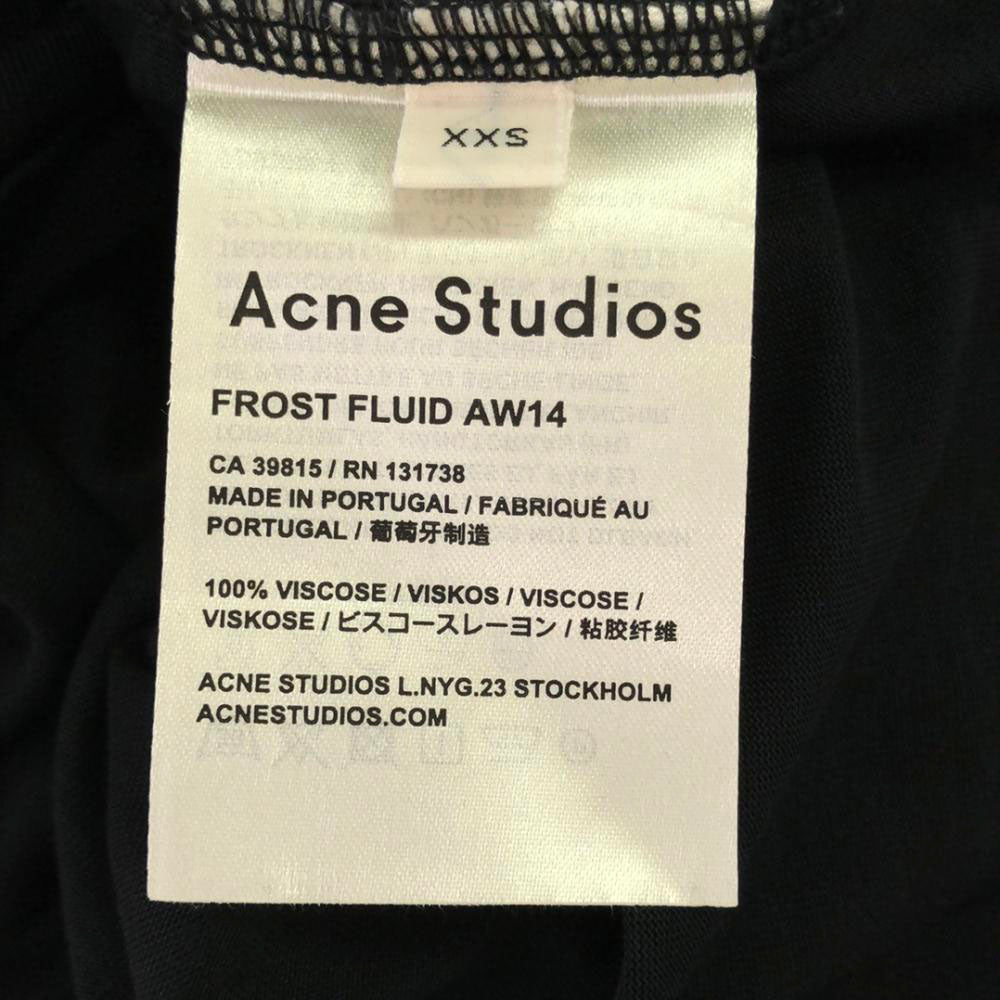 XXS
Acne Studios
FROST FLUID AW14
CA 39815 / RN 131738
MADE IN PORTUGAL / FABRIQUÉ AU
PORTUGAL / 葡萄牙制造
100% VISCOSE / VISKOS / VISCOSE /
VISKOSE / ビスコースレーヨン / 粘胶纤维
ACNE STUDIOS L.NYG.23 STOCKHOLM
ACNESTUDIOS.COM